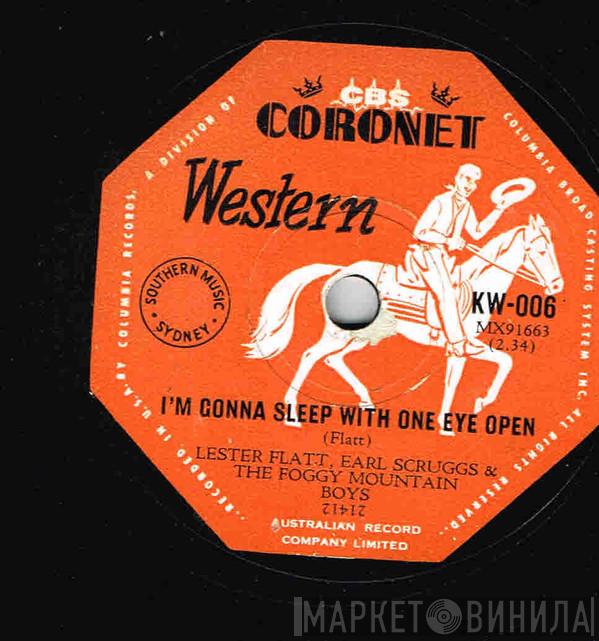 CBS
CORONET
Western
SOUTHERN MUSIC
• SYDNEY •
KW-006
MX91663
(2.34)
I'M GONNA SLEEP WITH ONE EYE OPEN
(Flatt)
LESTER FLATT, EARL SCRUGGS &
THE FOGGY MOUNTAIN
BOYS
21412
AUSTRALIAN RECORD
COMPANY LIMITED
..RECORDED IN U.S.A. BY COLUMBIA RECORDS, A DIVISION OF COLUMBIA BROADCASTING SYSTEM INC. ALL RIGHTS RESERVED..
МАРКЕТ ВИНИЛА